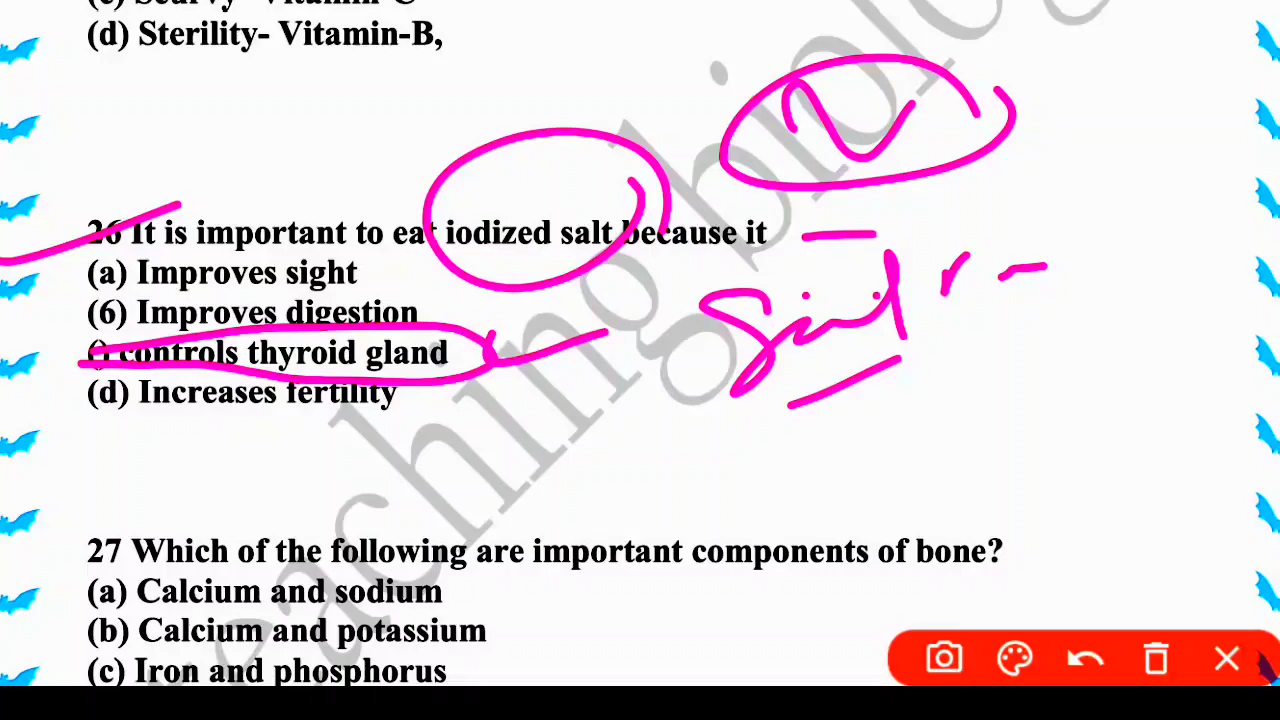 (d) Sterility- Vitamin-B,
26 It is important to eat iodized salt because it
(a) Improves sight
(6) Improves digestion
() controls thyroid gland
(d) Increases fertility
27 Which of the following are important components of bone?
(a) Calcium and sodium
(b) Calcium and potassium
(c) Iron and phosphorus